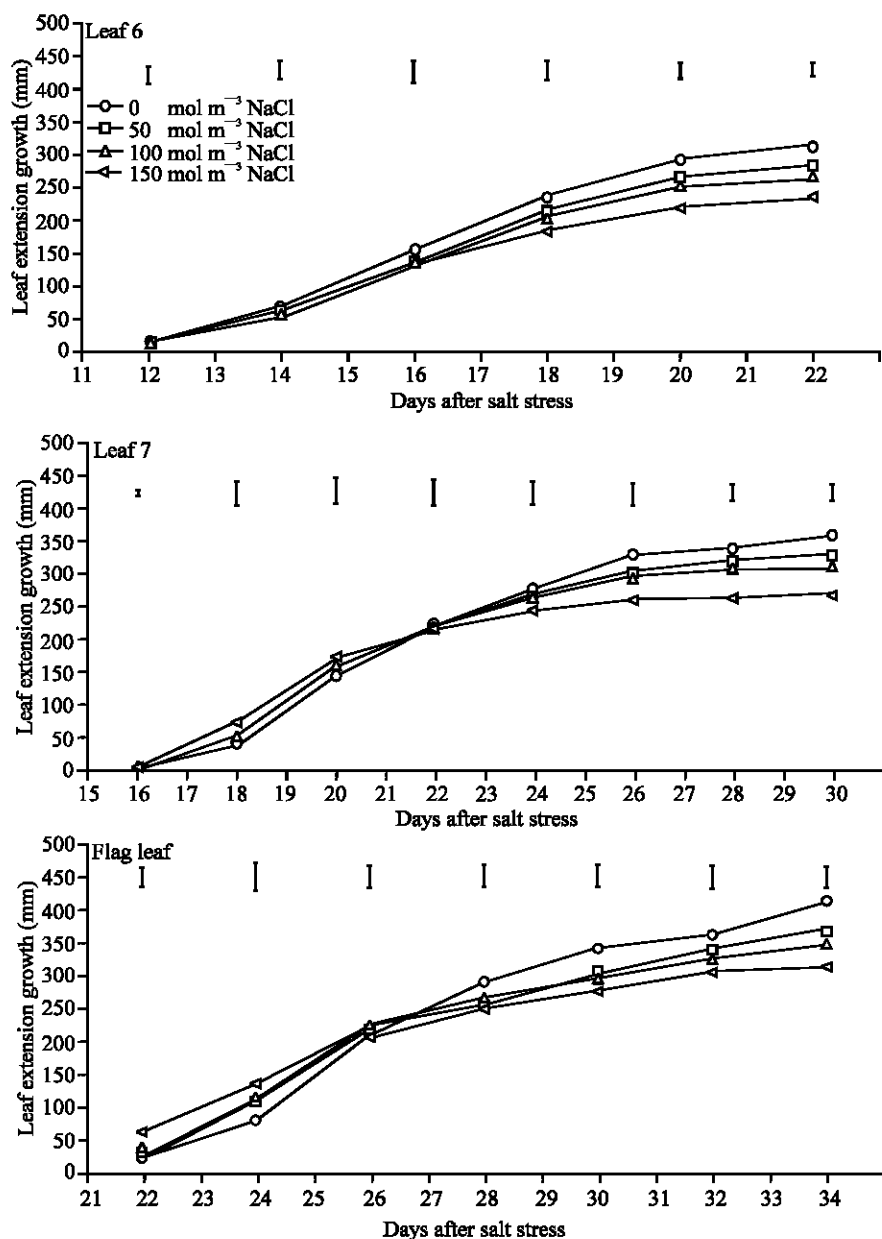 Leaf 6
Leaf extension growth (mm)
500
450
400
350
300
250
200
150
100
50
0
0 mol m⁻³ NaCl
50 mol m⁻³ NaCl
100 mol m⁻³ NaCl
150 mol m⁻³ NaCl
11 12 13 14 15 16 17 18 19 20 21 22
Days after salt stress
Leaf 7
Leaf extension growth (mm)
500
450
400
350
300
250
200
150
100
50
0
15 16 17 18 19 20 21 22 23 24 25 26 27 28 29 30
Days after salt stress
Flag leaf
Leaf extension growth (mm)
500
450
400
350
300
250
200
150
100
50
0
21 22 23 24 25 26 27 28 29 30 31 32 33 34
Days after salt stress